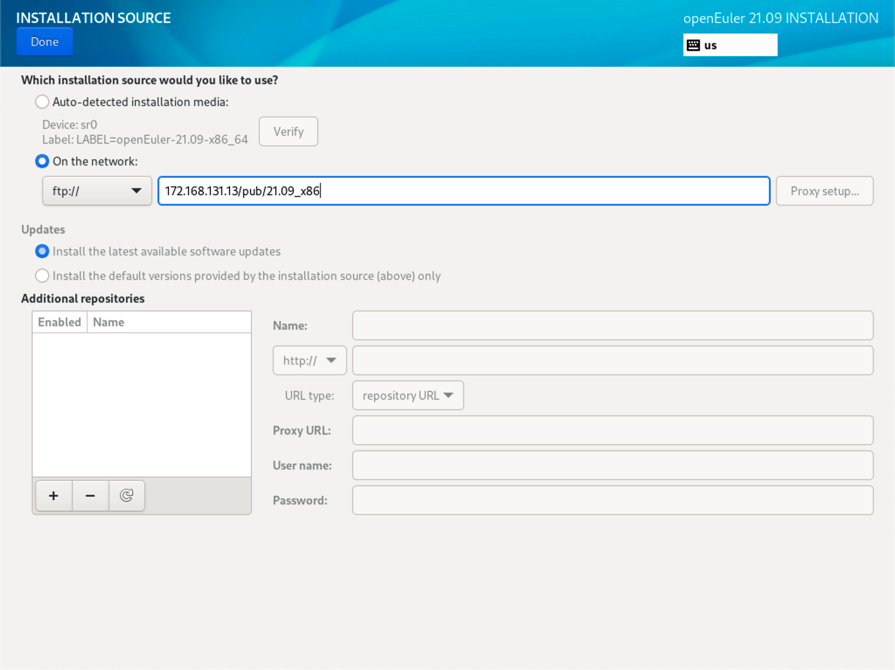 INSTALLATION SOURCE
openEuler 21.09 INSTALLATION
Done
us
Which installation source would you like to use?
Auto-detected installation media:
Device: sr0
Label: LABEL=openEuler-21.09-x86_64
Verify
On the network:
ftp://
172.168.131.13/pub/21.09_x86
Proxy setup...
Updates
Install the latest available software updates
Install the default versions provided by the installation source (above) only
Additional repositories
Enabled Name
Name:
http://
URL type: repository URL
Proxy URL:
User name:
+ −
Password: